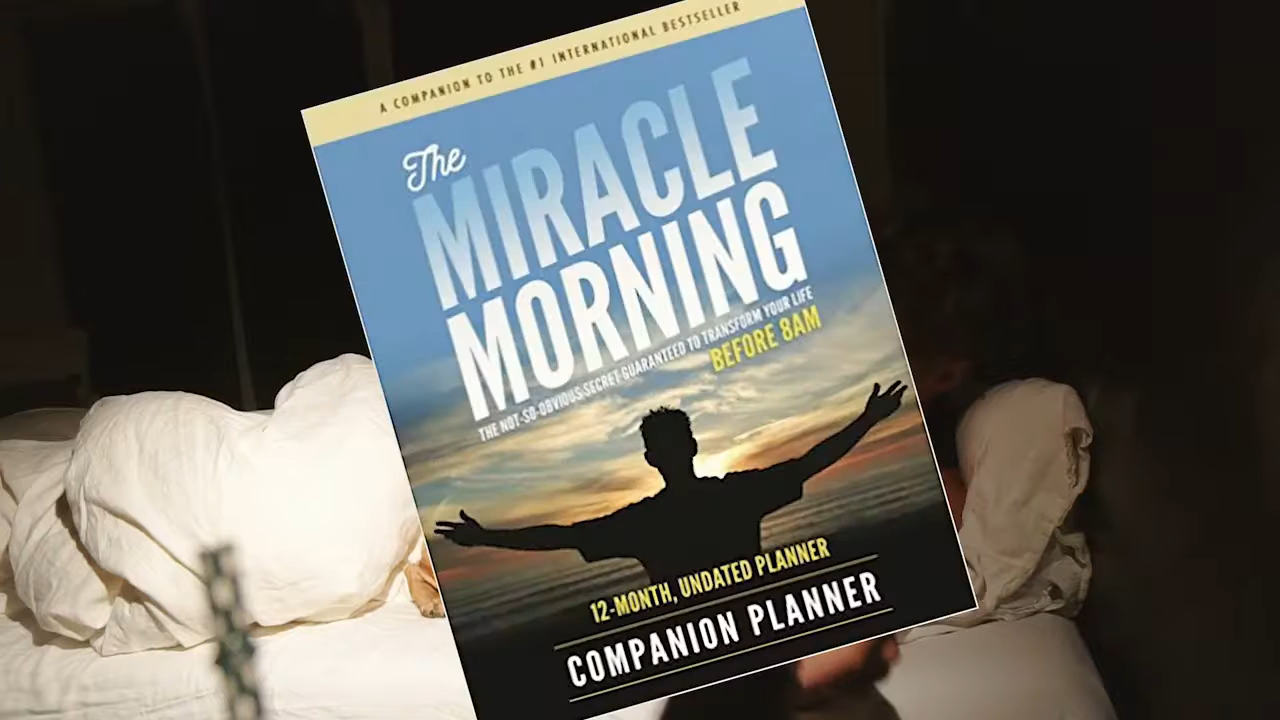 A COMPANION TO THE #1 INTERNATIONAL BESTSELLER
The
MIRACLE
MORNING
THE NOT-SO-OBVIOUS SECRET GUARANTEED TO TRANSFORM YOUR LIFE
BEFORE 8AM
12-MONTH, UNDATED PLANNER
COMPANION PLANNER